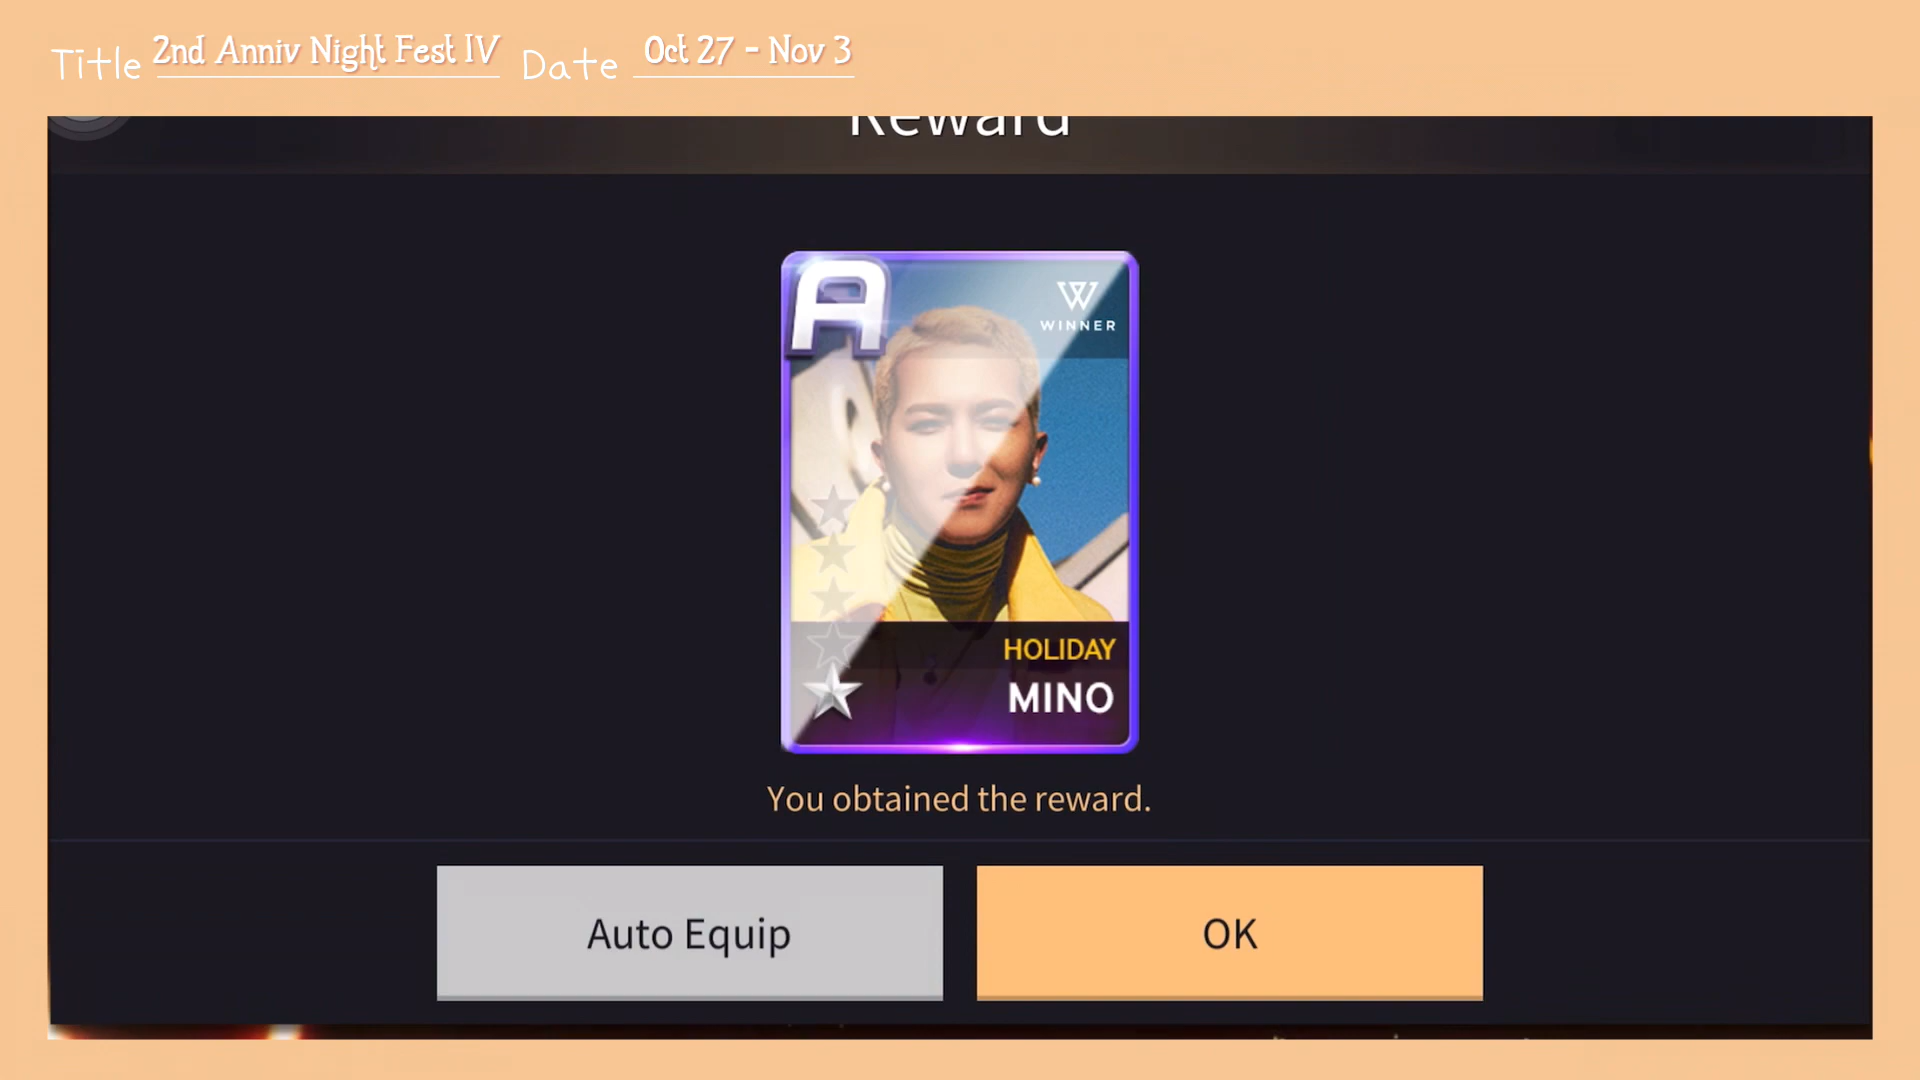 Title 2nd Anniv Night Fest IV Date Oct 27 - Nov 3
Reward
A
W
WINNER
HOLIDAY
MINO
You obtained the reward.
Auto Equip
OK